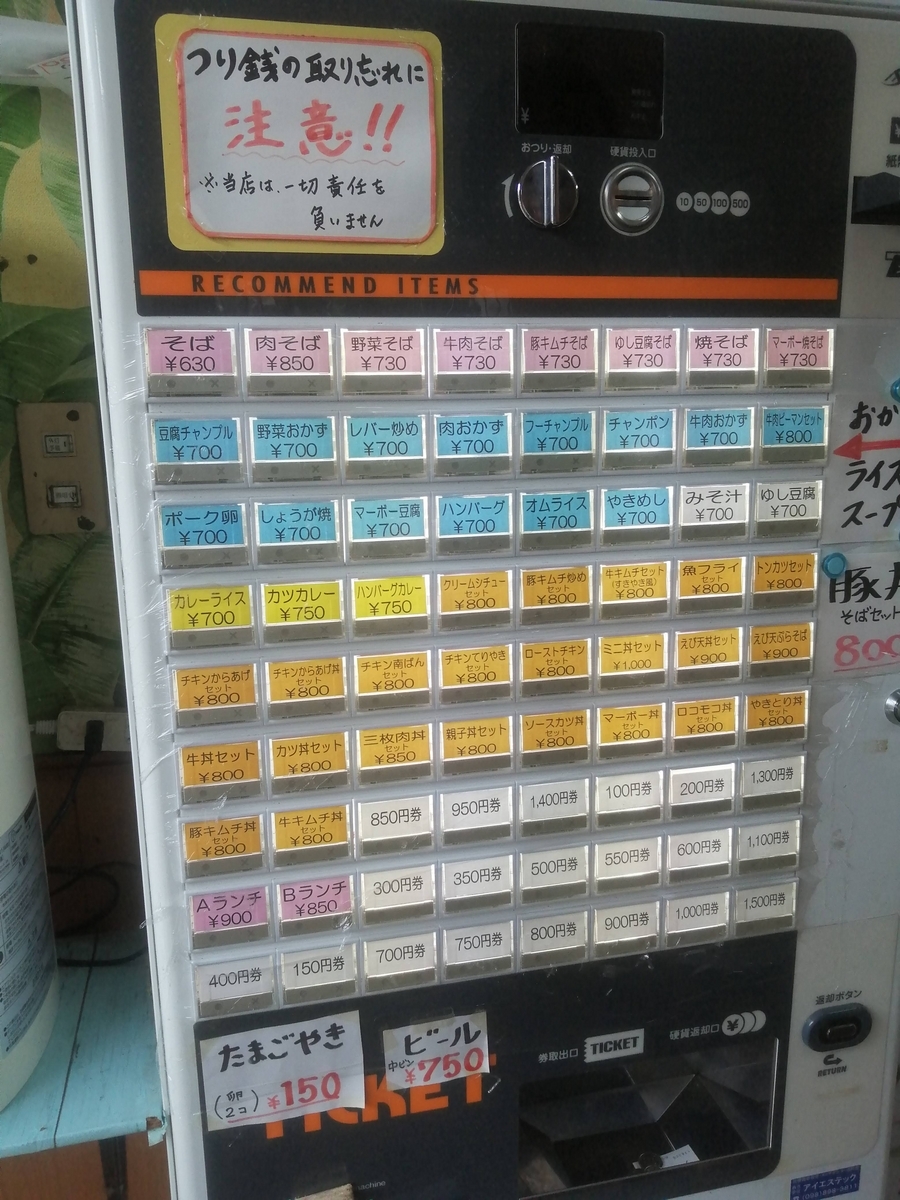 つり銭の取り忘れに
注意!!
※当店は、一切責任を
負いません
¥
おつり・返却
硬貨投入口
10 50 100 500
RECOMMEND ITEMS
そば ¥630
肉そば ¥850
野菜そば ¥730
牛肉そば ¥730
豚キムチそば ¥730
ゆし豆腐そば ¥730
焼そば ¥730
マーボー焼そば ¥730
豆腐チャンプル ¥700
野菜おかず ¥700
レバー炒め ¥700
肉おかず ¥700
フーチャンプル ¥700
チャンポン ¥700
牛肉おかず ¥700
牛肉ピーマンセット ¥800
ポーク卵 ¥700
しょうが焼 ¥700
マーボー豆腐 ¥700
ハンバーグ ¥700
オムライス ¥700
やきめし ¥700
みそ汁 ¥700
ゆし豆腐 ¥700
カレーライス ¥700
カツカレー ¥750
ハンバーグカレー ¥750
クリームシチュー セット ¥800
豚キムチ炒め セット ¥800
牛キムチセット (すきやき風) ¥800
魚フライ セット ¥800
トンカツセット ¥800
チキンからあげ セット ¥800
チキンからあげ丼 セット ¥800
チキン南ばん セット ¥800
チキンてりやき セット ¥800
ローストチキン セット ¥800
ミニ丼セット ¥1,000
えび天丼セット ¥900
えび天ぷらそば セット ¥900
牛丼セット ¥800
カツ丼セット ¥800
三枚肉丼 セット ¥850
親子丼セット ¥800
ソースカツ丼 セット ¥800
マーボー丼 セット ¥800
ロコモコ丼 セット ¥800
やきとり丼 セット ¥800
豚キムチ丼 セット ¥800
牛キムチ丼 セット ¥800
850円券
950円券
1,400円券
100円券
200円券
1,300円券
Aランチ ¥900
Bランチ ¥850
300円券
350円券
500円券
550円券
600円券
1,100円券
400円券
150円券
700円券
750円券
800円券
900円券
1,000円券
1,500円券
おか
ライス
スープ
豚丼
そばセット
800
たまごやき
(卵2コ) ¥150
ビール
中ビン ¥750
TICKET
券取出口 TICKET
硬貨返却口 ¥
返却ボタン
RETURN
アイエステック